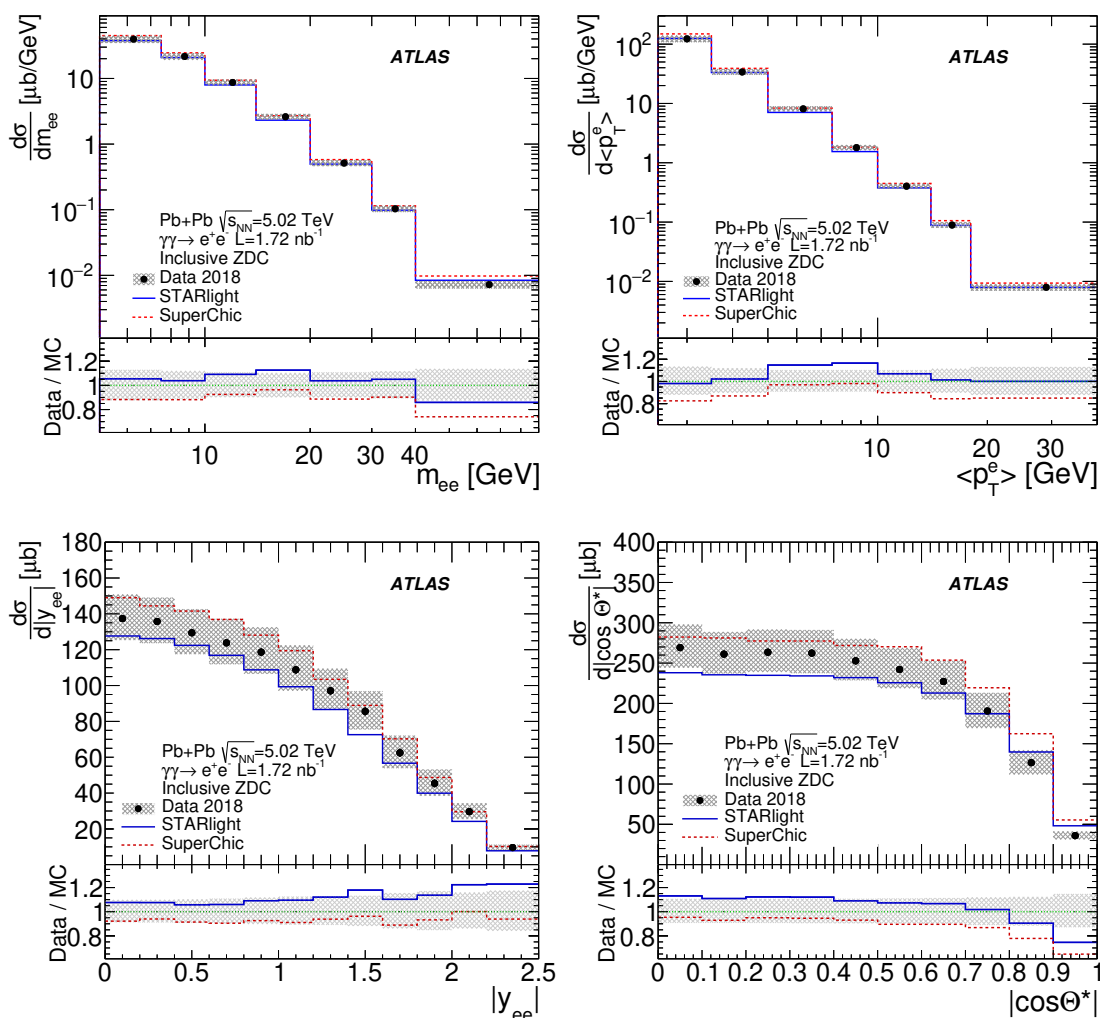 dσ/dm_ee [μb/GeV]
10
1
10⁻¹
10⁻²
ATLAS
Pb+Pb √s_NN=5.02 TeV
γγ→ e⁺e⁻ L=1.72 nb⁻¹
Inclusive ZDC
Data 2018
STARlight
SuperChic
Data / MC
1.2
1
0.8
10 20 30 40
m_ee [GeV]
dσ/d<p_T^e> [μb/GeV]
10²
10
1
10⁻¹
10⁻²
ATLAS
Pb+Pb √s_NN=5.02 TeV
γγ→ e⁺e⁻ L=1.72 nb⁻¹
Inclusive ZDC
Data 2018
STARlight
SuperChic
Data / MC
1.2
1
0.8
10 20 30
<p_T^e> [GeV]
dσ/d|y_ee| [μb]
180
160
140
120
100
80
60
40
20
ATLAS
Pb+Pb √s_NN=5.02 TeV
γγ→ e⁺e⁻ L=1.72 nb⁻¹
Inclusive ZDC
Data 2018
STARlight
SuperChic
Data / MC
1.2
1
0.8
0 0.5 1 1.5 2 2.5
|y_ee|
dσ/d|cos Θ*| [μb]
400
350
300
250
200
150
100
50
ATLAS
Pb+Pb √s_NN=5.02 TeV
γγ→ e⁺e⁻ L=1.72 nb⁻¹
Inclusive ZDC
Data 2018
STARlight
SuperChic
Data / MC
1.2
1
0.8
0 0.1 0.2 0.3 0.4 0.5 0.6 0.7 0.8 0.9 1
|cosΘ*|